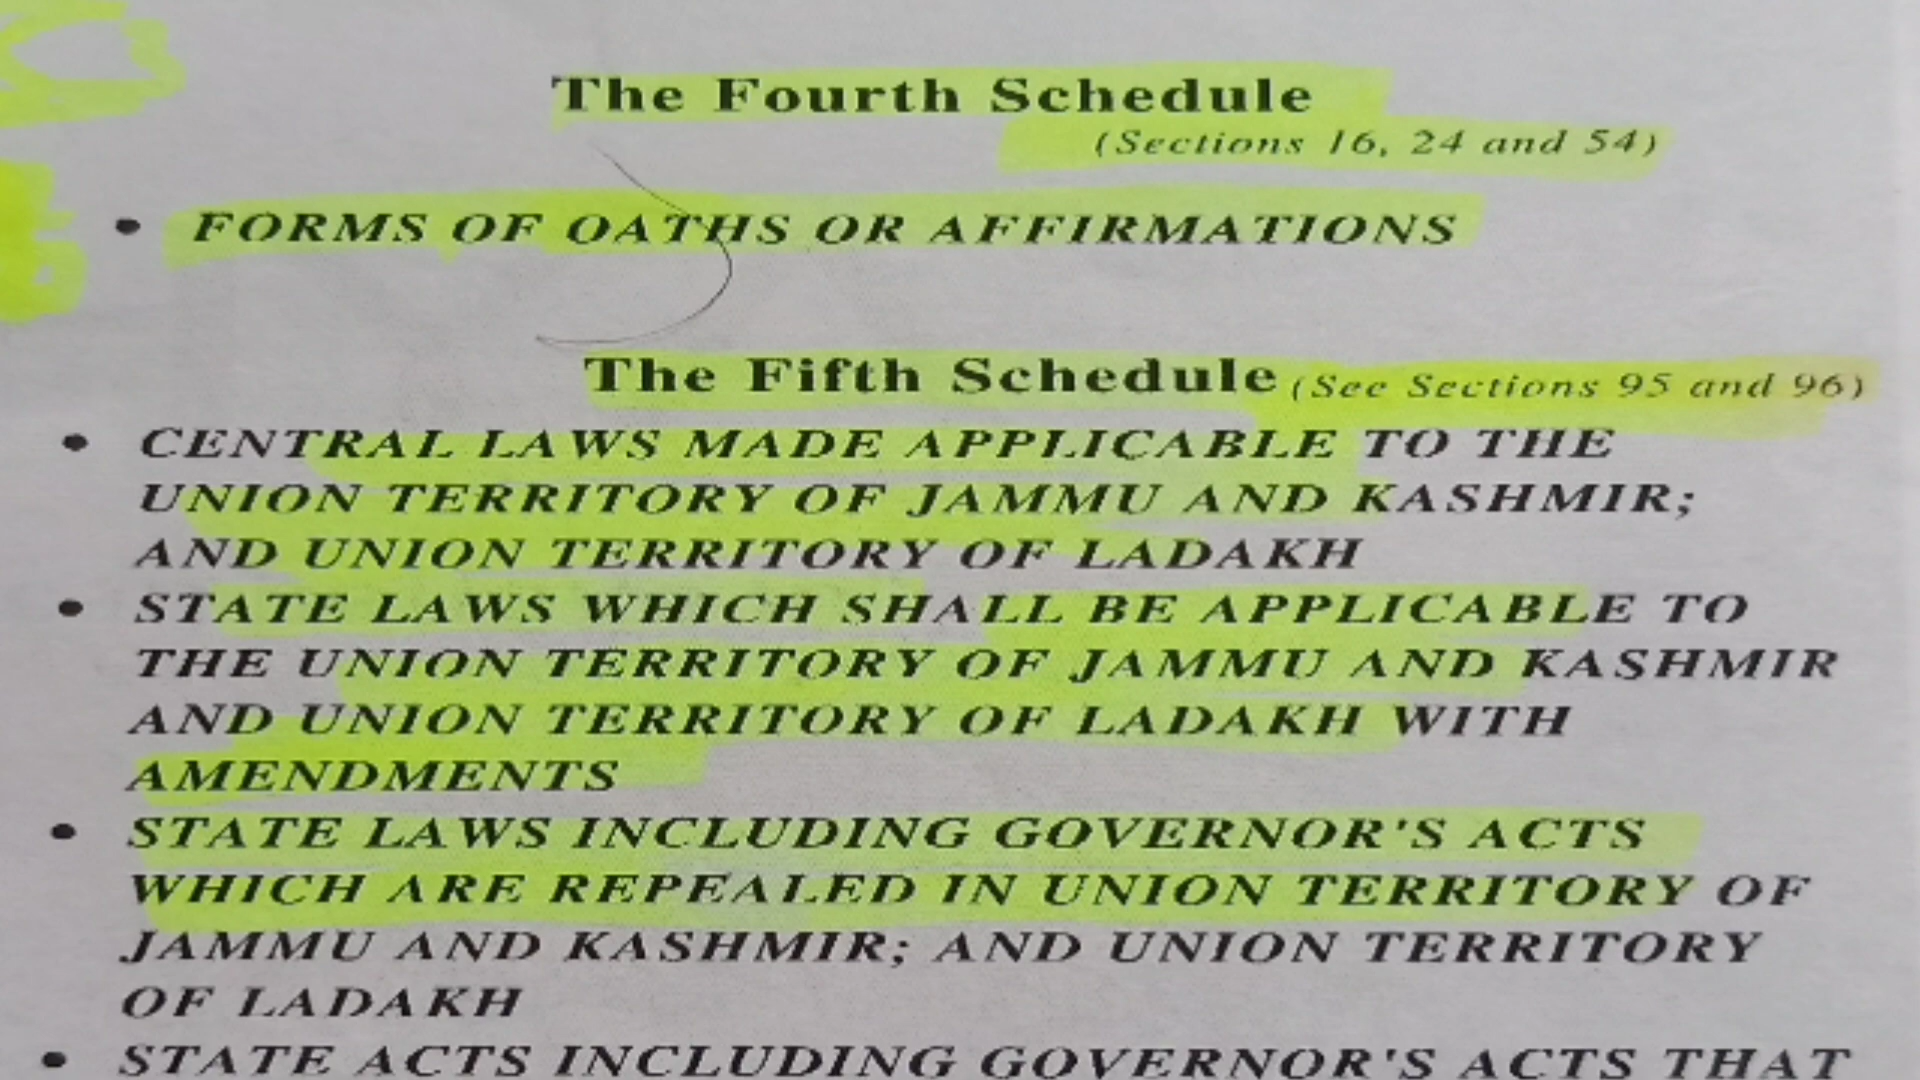 The Fourth Schedule
(Sections 16, 24 and 54)
• FORMS OF OATHS OR AFFIRMATIONS
The Fifth Schedule (See Sections 95 and 96)
• CENTRAL LAWS MADE APPLICABLE TO THE
UNION TERRITORY OF JAMMU AND KASHMIR;
AND UNION TERRITORY OF LADAKH
• STATE LAWS WHICH SHALL BE APPLICABLE TO
THE UNION TERRITORY OF JAMMU AND KASHMIR
AND UNION TERRITORY OF LADAKH WITH
AMENDMENTS
• STATE LAWS INCLUDING GOVERNOR'S ACTS
WHICH ARE REPEALED IN UNION TERRITORY OF
JAMMU AND KASHMIR; AND UNION TERRITORY
OF LADAKH
• STATE ACTS INCLUDING GOVERNOR'S ACTS THAT